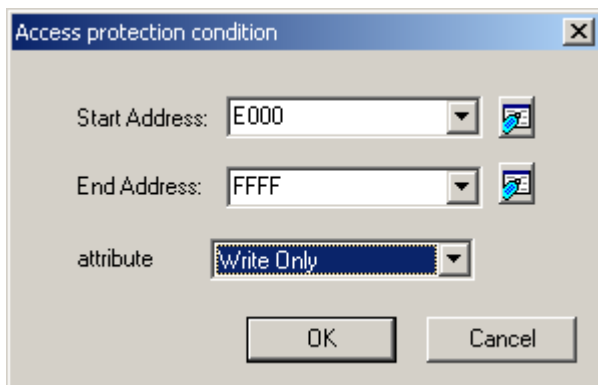 Access protection condition
Start Address: E000
End Address: FFFF
attribute Write Only
OK Cancel